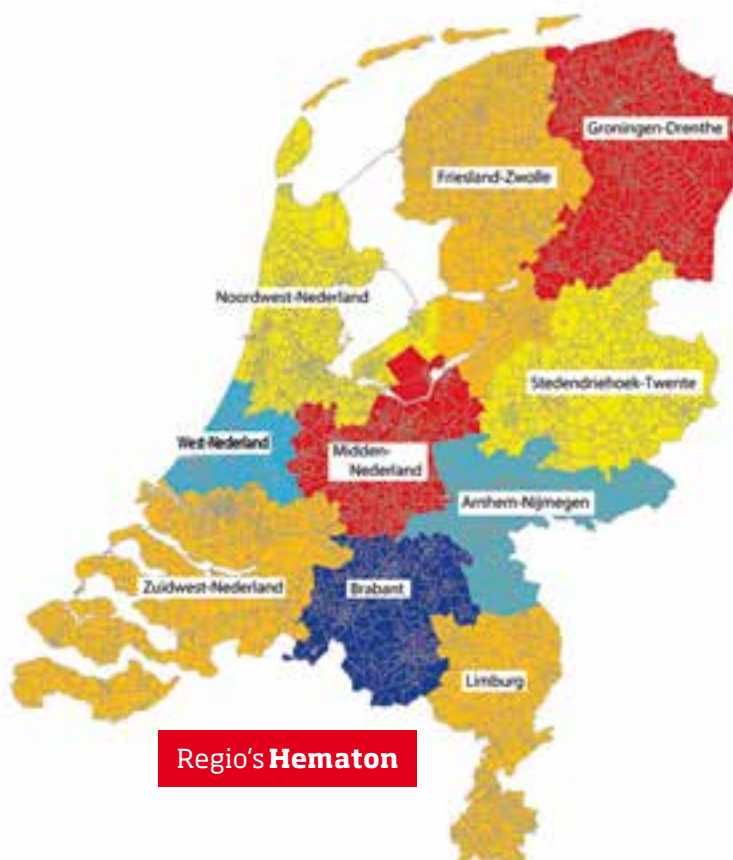 Groningen-Drenthe
Friesland-Zwolle
Noordwest-Nederland
Stedendriehoek-Twente
West-Nederland
Midden-
Nederland
Arnhem-Nijmegen
Zuidwest-Nederland
Brabant
Limburg
Regio's Hematon